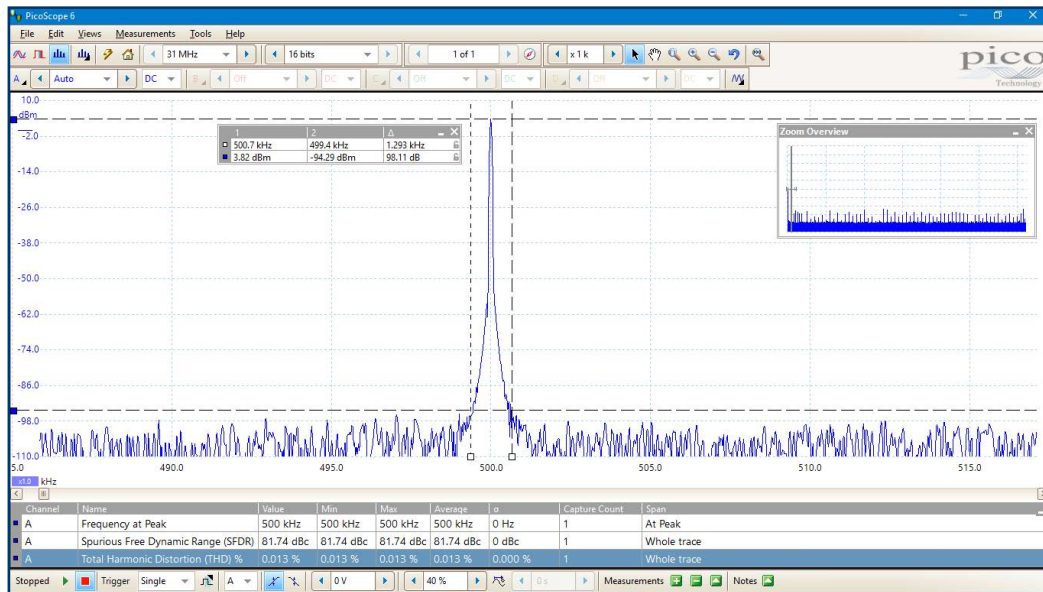 PicoScope 6
File Edit Views Measurements Tools Help
31 MHz 16 bits 1 of 1 x 1 k
pico
Technology
A Auto DC B Off DC C Off DC D Off DC
10.0
dBm
-2.0
-14.0
-26.0
-38.0
-50.0
-62.0
-74.0
-86.0
-98.0
-110.0
1 2 Δ
500.7 kHz 499.4 kHz 1.293 kHz
3.82 dBm -94.29 dBm 98.11 dB
Zoom Overview
5.0 490.0 495.0 500.0 505.0 510.0 515.0
x1.0 kHz
Channel Name Value Min Max Average σ Capture Count Span
A Frequency at Peak 500 kHz 500 kHz 500 kHz 500 kHz 0 Hz 1 At Peak
A Spurious Free Dynamic Range (SFDR) 81.74 dBc 81.74 dBc 81.74 dBc 81.74 dBc 0 dBc 1 Whole trace
A Total Harmonic Distortion (THD) % 0.013 % 0.013 % 0.013 % 0.013 % 0.000 % 1 Whole trace
Stopped Trigger Single A 0 V 40 % 0 s Measurements Notes